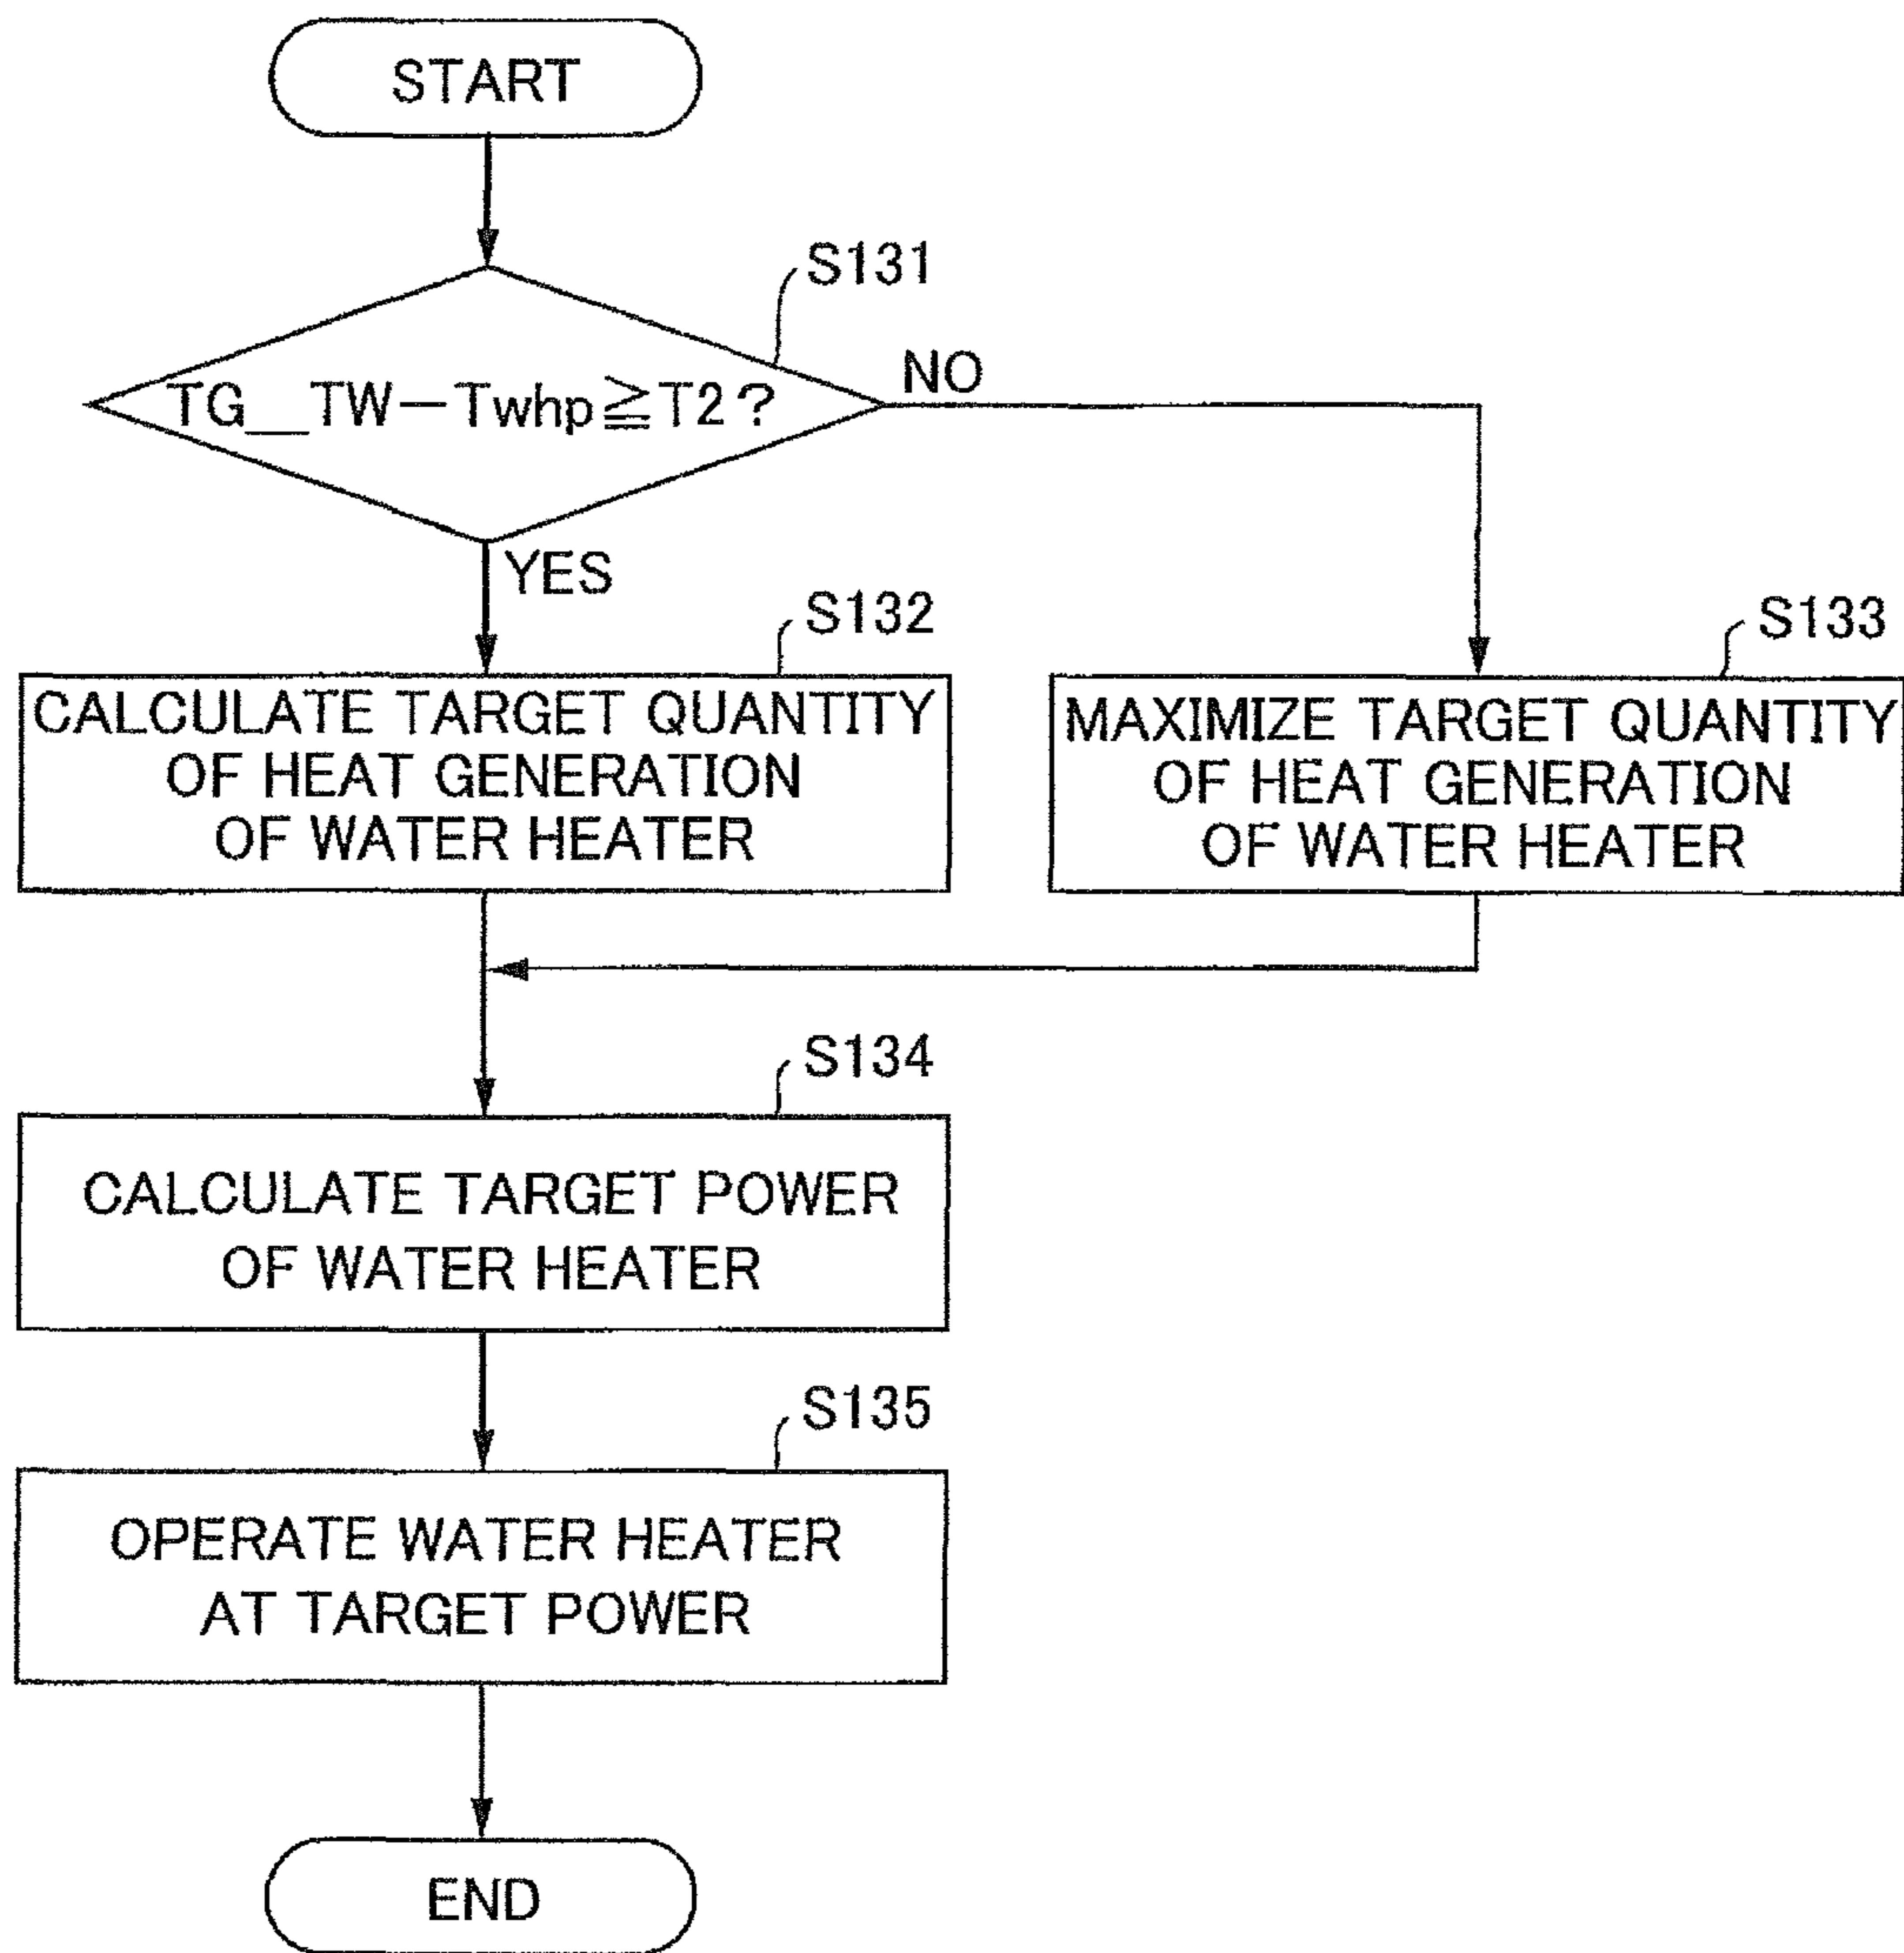 START
S131
TG__TW−Twhp≧T2?
NO
YES
S132
CALCULATE TARGET QUANTITY
OF HEAT GENERATION
OF WATER HEATER
S133
MAXIMIZE TARGET QUANTITY
OF HEAT GENERATION
OF WATER HEATER
S134
CALCULATE TARGET POWER
OF WATER HEATER
S135
OPERATE WATER HEATER
AT TARGET POWER
END